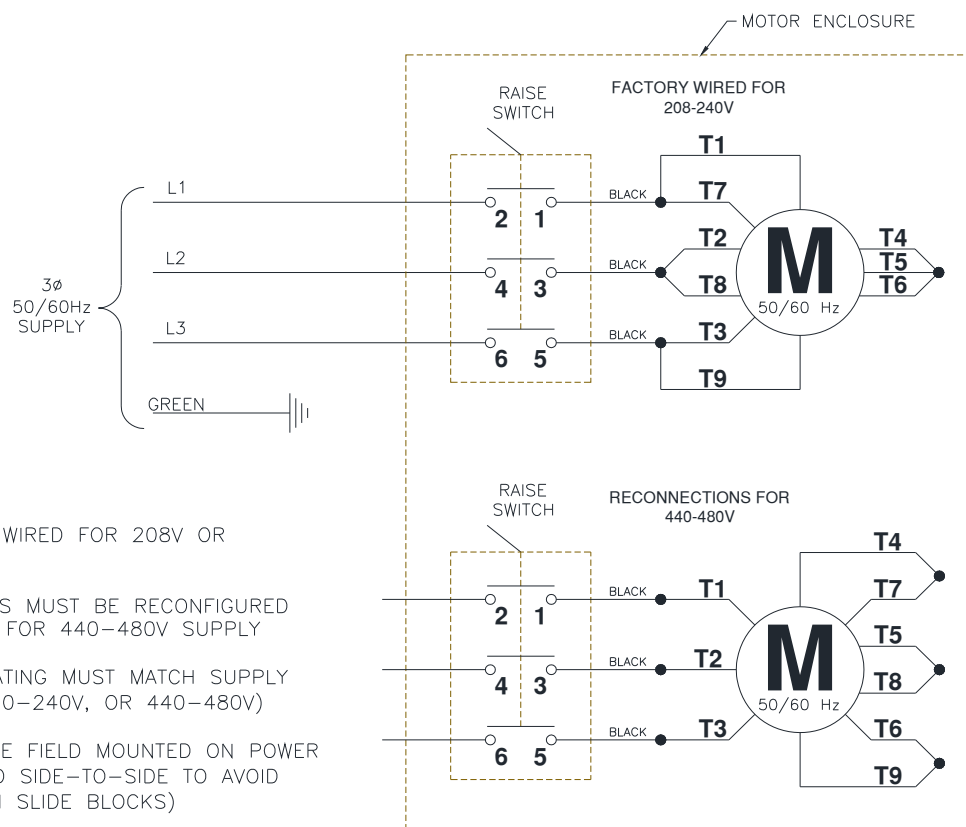 MOTOR ENCLOSURE
RAISE
SWITCH
FACTORY WIRED FOR
208-240V
T1
L1
BLACK
T7
2 1
L2
BLACK
T2
T8
4 3
M
50/60 Hz
T4
T5
T6
3ø
50/60Hz
SUPPLY
L3
BLACK
T3
6 5
T9
GREEN
RAISE
SWITCH
RECONNECTIONS FOR
440-480V
WIRED FOR 208V OR
S MUST BE RECONFIGURED
FOR 440-480V SUPPLY
ATING MUST MATCH SUPPLY
0-240V, OR 440-480V)
E FIELD MOUNTED ON POWER
SIDE-TO-SIDE TO AVOID
SLIDE BLOCKS)
BLACK
T1
2 1
BLACK
T2
4 3
BLACK
T3
6 5
M
50/60 Hz
T4
T7
T5
T8
T6
T9